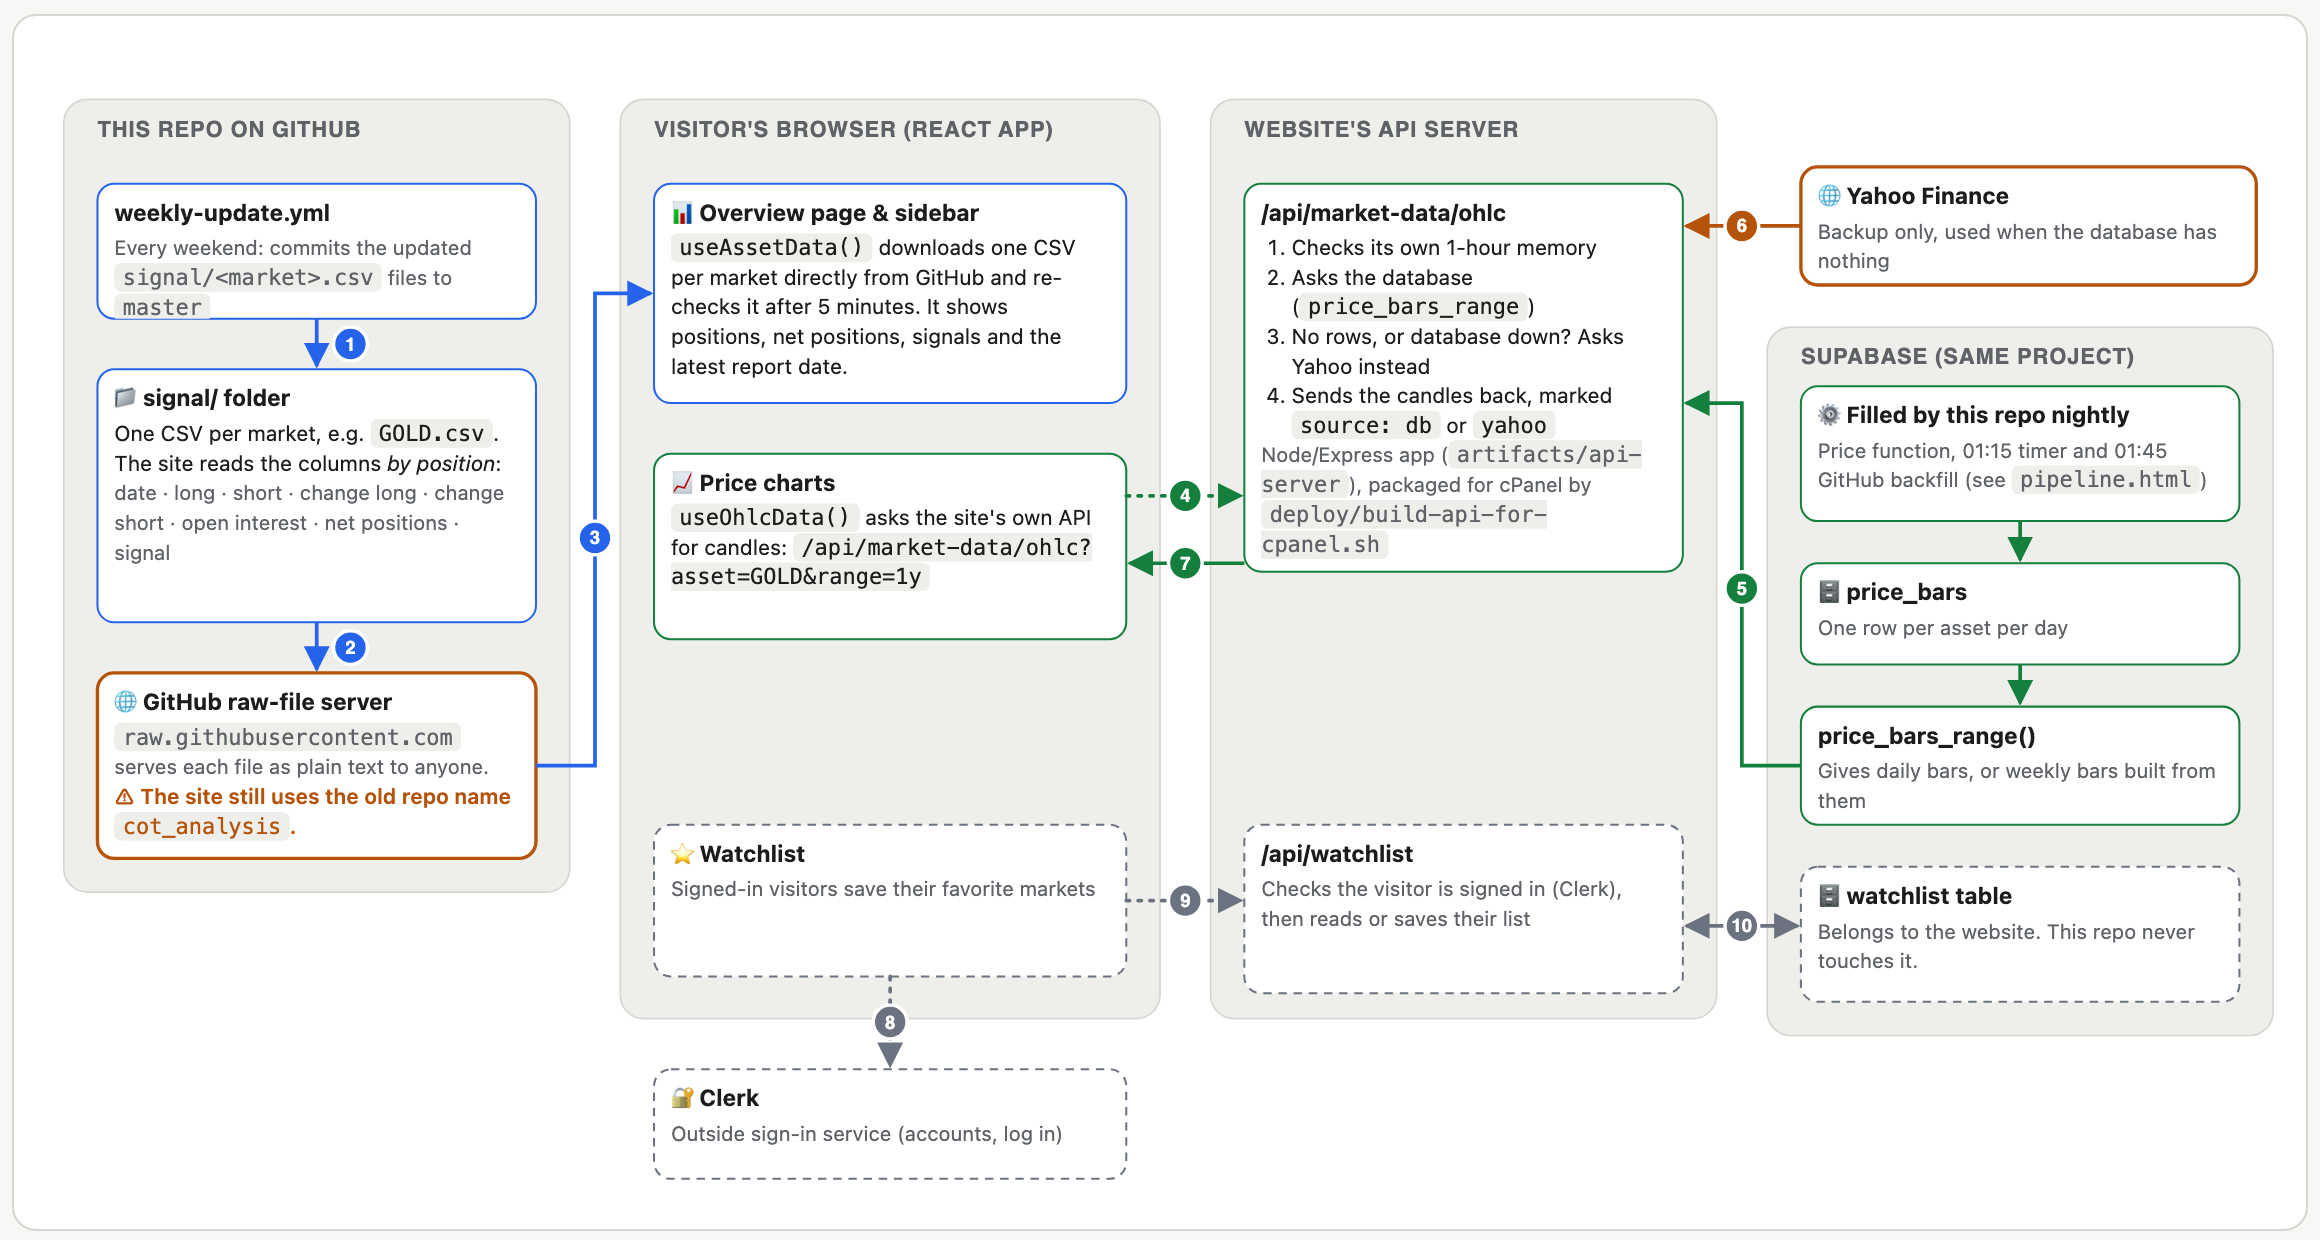 THIS REPO ON GITHUB
weekly-update.yml
Every weekend: commits the updated
signal/<market>.csv files to
master
1
📁 signal/ folder
One CSV per market, e.g. GOLD.csv.
The site reads the columns by position:
date · long · short · change long · change
short · open interest · net positions ·
signal
2
🌐 GitHub raw-file server
raw.githubusercontent.com
serves each file as plain text to anyone.
⚠ The site still uses the old repo name
cot_analysis.
3
VISITOR'S BROWSER (REACT APP)
📊 Overview page & sidebar
useAssetData() downloads one CSV
per market directly from GitHub and re-
checks it after 5 minutes. It shows
positions, net positions, signals and the
latest report date.
📈 Price charts
useOhlcData() asks the site's own API
for candles: /api/market-data/ohlc?
asset=GOLD&range=1y
4
7
⭐ Watchlist
Signed-in visitors save their favorite markets
9
8
🔐 Clerk
Outside sign-in service (accounts, log in)
WEBSITE'S API SERVER
/api/market-data/ohlc
1. Checks its own 1-hour memory
2. Asks the database
(price_bars_range)
3. No rows, or database down? Asks
Yahoo instead
4. Sends the candles back, marked
source: db or yahoo
Node/Express app (artifacts/api-
server), packaged for cPanel by
deploy/build-api-for-
cpanel.sh
/api/watchlist
Checks the visitor is signed in (Clerk),
then reads or saves their list
6
5
10
🌐 Yahoo Finance
Backup only, used when the database has
nothing
SUPABASE (SAME PROJECT)
⚙️ Filled by this repo nightly
Price function, 01:15 timer and 01:45
GitHub backfill (see pipeline.html)
🗄️ price_bars
One row per asset per day
price_bars_range()
Gives daily bars, or weekly bars built from
them
🗄️ watchlist table
Belongs to the website. This repo never
touches it.